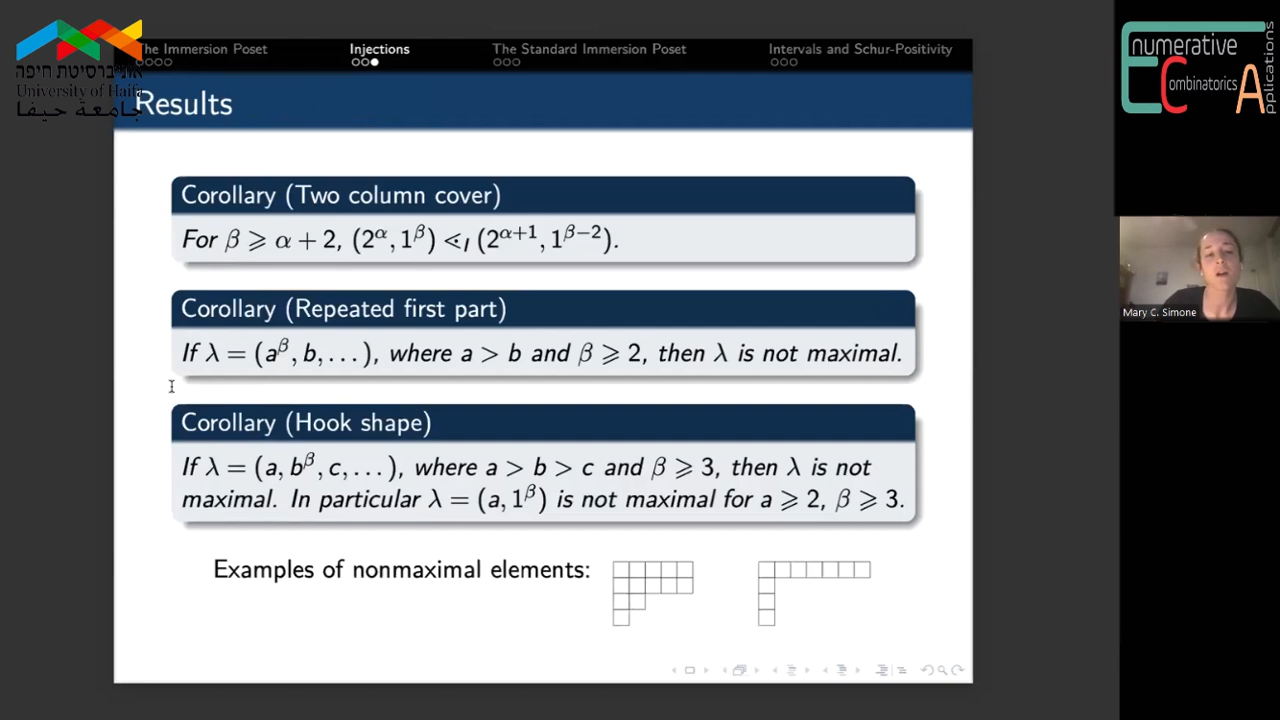 The Immersion Poset
Injections
The Standard Immersion Poset
Intervals and Schur-Positivity
אוניברסיטת חיפה
University of Haifa
جامعة حيفا
Results
Corollary (Two column cover)
For β ⩾ α + 2, (2^α, 1^β) ⋖_I (2^{α+1}, 1^{β−2}).
Corollary (Repeated first part)
If λ = (a^β, b, . . . ), where a > b and β ⩾ 2, then λ is not maximal.
Corollary (Hook shape)
If λ = (a, b^β, c, . . . ), where a > b > c and β ⩾ 3, then λ is not
maximal. In particular λ = (a, 1^β) is not maximal for a ⩾ 2, β ⩾ 3.
Examples of nonmaximal elements:
Enumerative
Combinatorics
Applications
Mary C. Simone